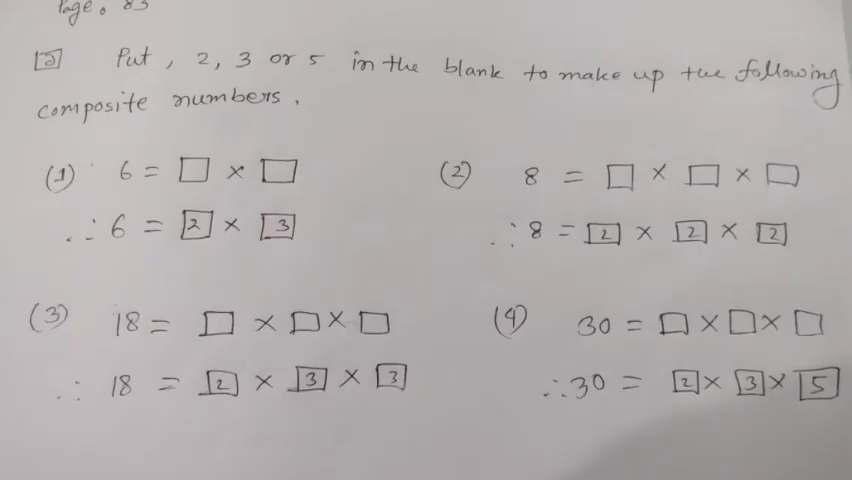 Page. 83
[2] Put, 2, 3 or 5 in the blank to make up the following
composite numbers.
(1) 6 = □ × □
∴ 6 = [2] × [3]
(2) 8 = □ × □ × □
∴ 8 = [2] × [2] × [2]
(3) 18 = □ × □ × □
∴ 18 = [2] × [3] × [3]
(4) 30 = □ × □ × □
∴ 30 = [2] × [3] × [5]